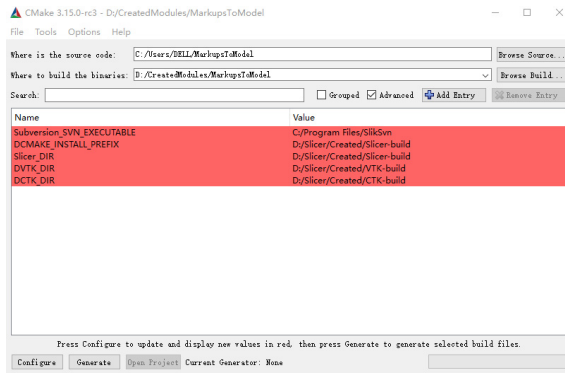 CMake 3.15.0-rc3 - D:/CreatedModules/MarkupsToModel
File Tools Options Help
Where is the source code: C:/Users/DELL/MarkupsToModel Browse Source...
Where to build the binaries: D:/CreatedModules/MarkupsToModel Browse Build...
Search: Grouped Advanced Add Entry Remove Entry
Name Value
Subversion_SVN_EXECUTABLE C:/Program Files/SlikSvn
DCMAKE_INSTALL_PREFIX D:/Slicer/Created/Slicer-build
Slicer_DIR D:/Slicer/Created/Slicer-build
DVTK_DIR D:/Slicer/Created/VTK-build
DCTK_DIR D:/Slicer/Created/CTK-build
Press Configure to update and display new values in red, then press Generate to generate selected build files.
Configure Generate Open Project Current Generator: None